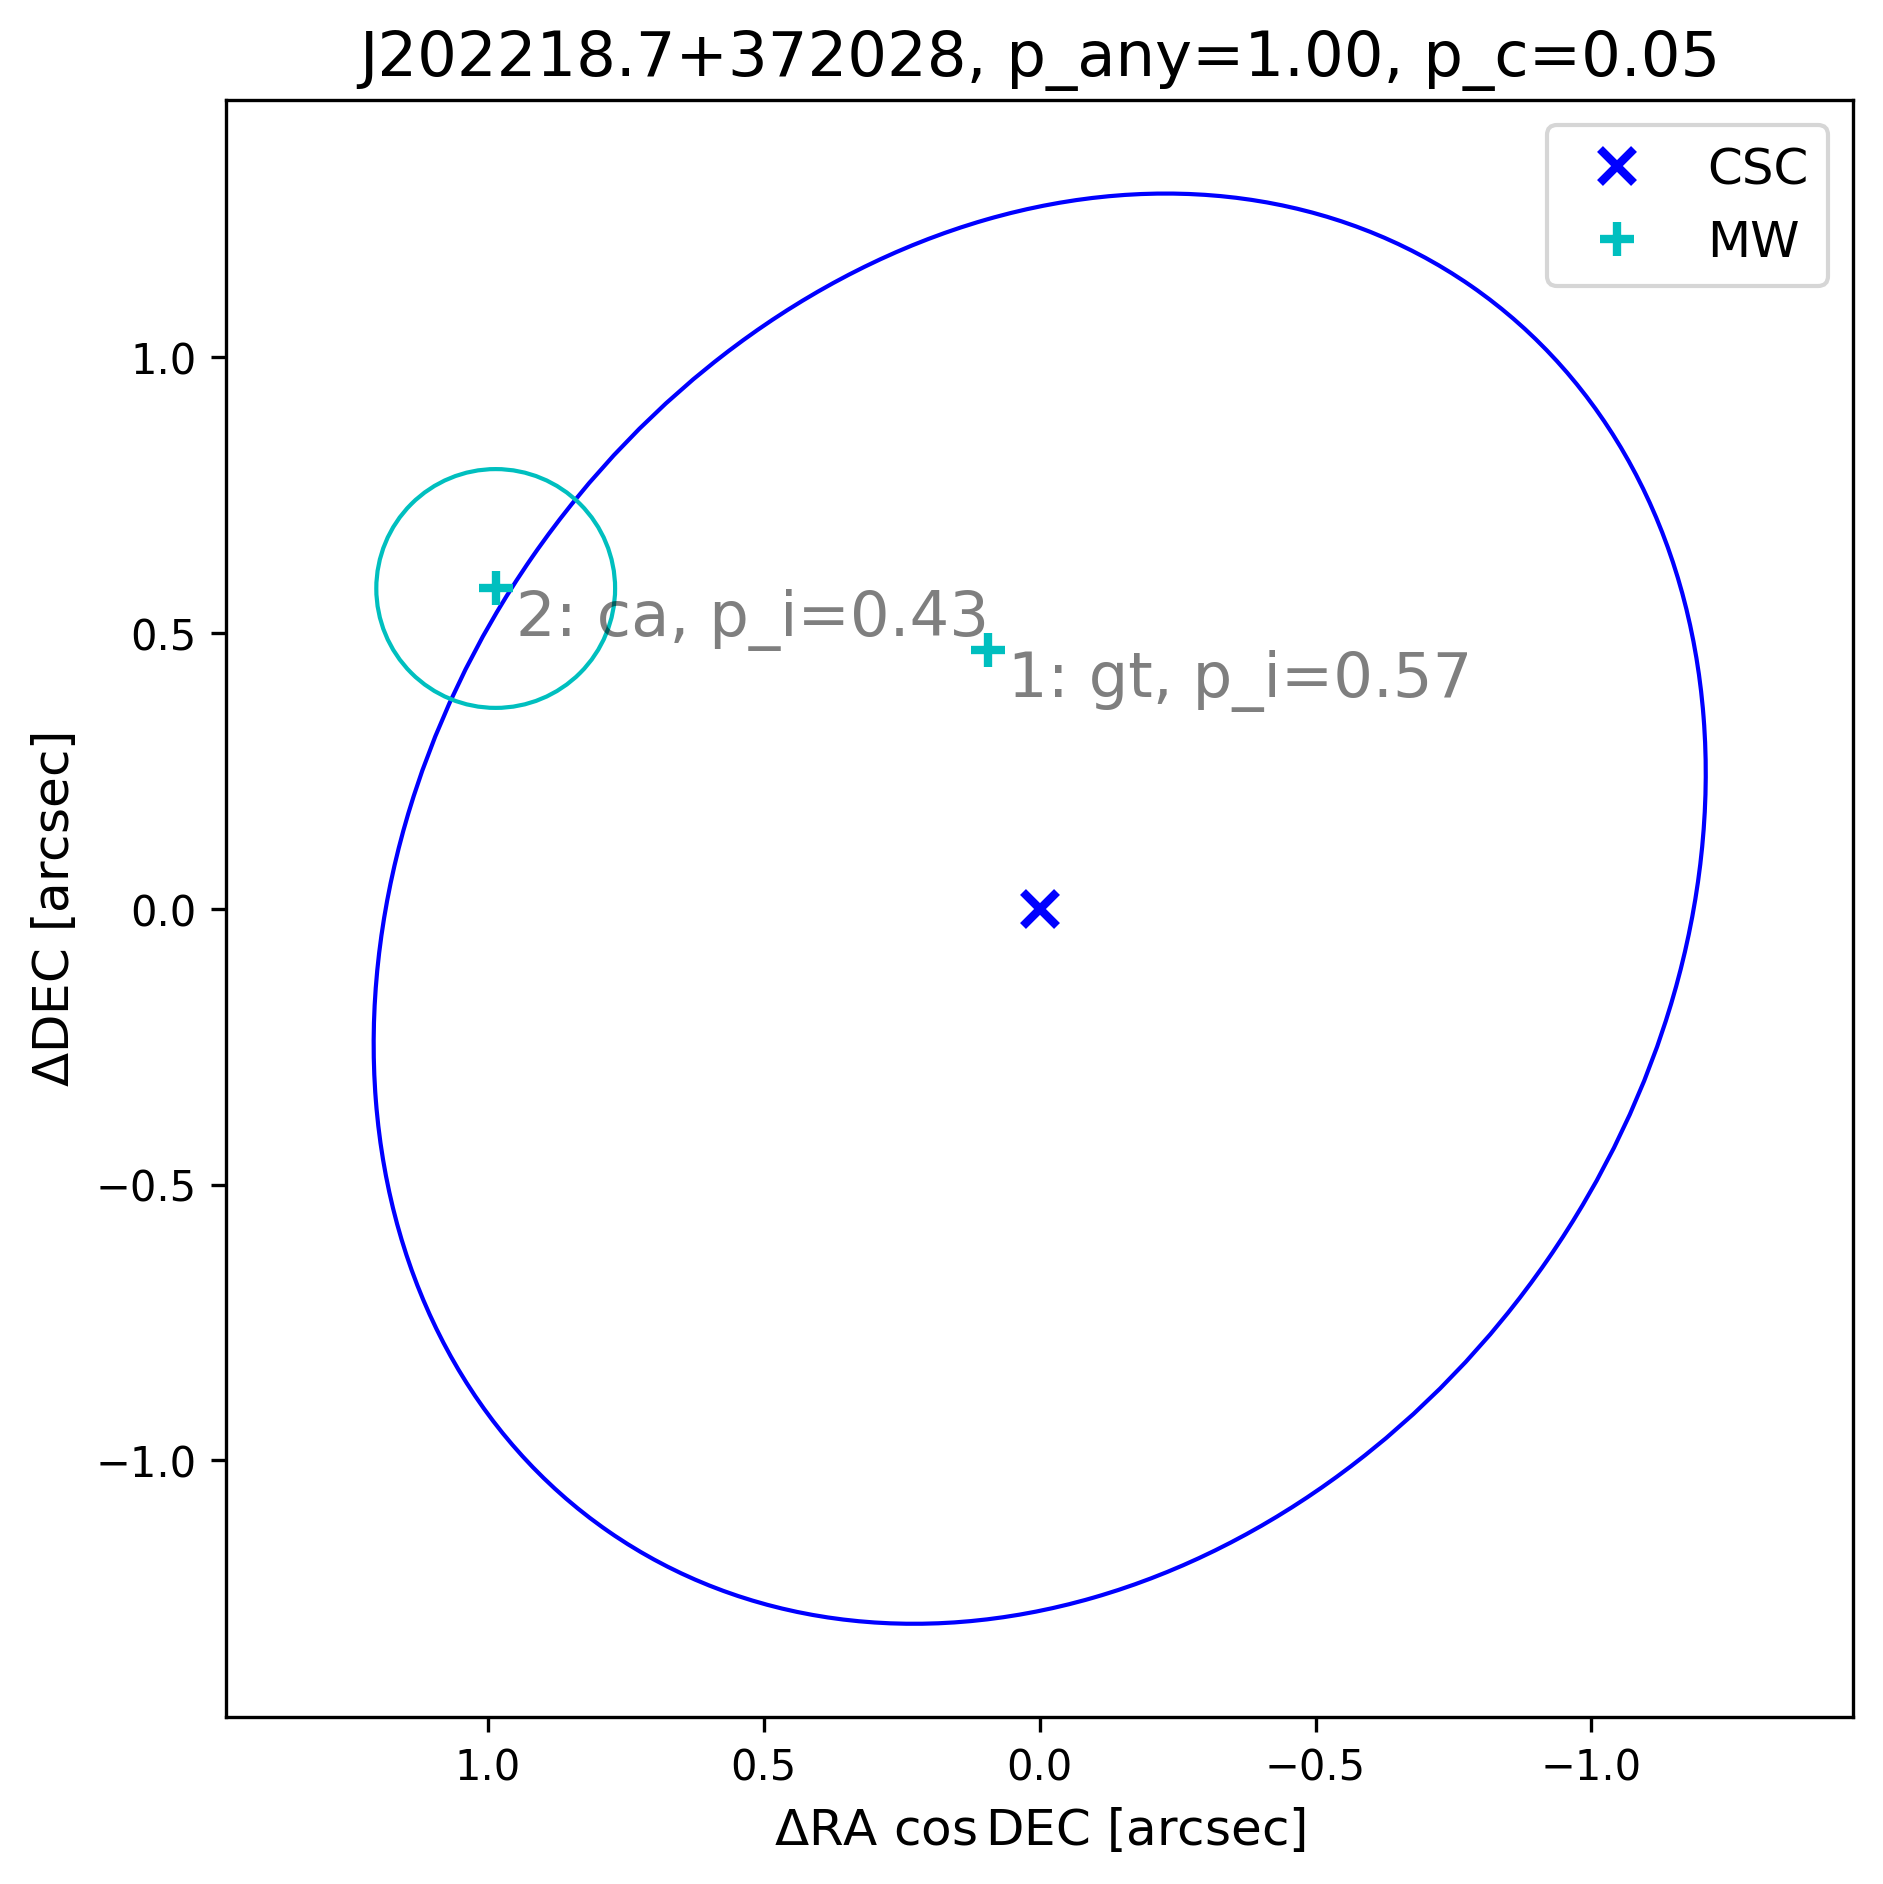 J202218.7+372028, p_any=1.00, p_c=0.05
CSC
MW
1.0
0.5
0.0
−0.5
−1.0
2: ca, p_i=0.43
1: gt, p_i=0.57
ΔDEC [arcsec]
1.0 0.5 0.0 −0.5 −1.0
ΔRA cos DEC [arcsec]